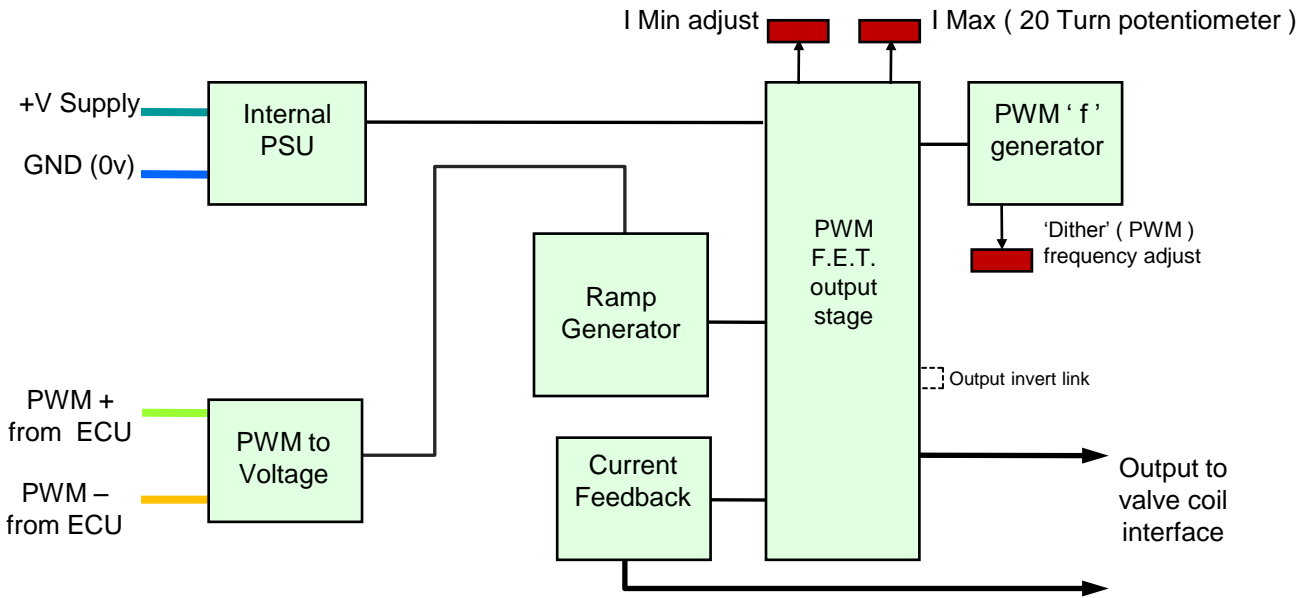 I Min adjust
I Max ( 20 Turn potentiometer )
+V Supply
GND (0v)
Internal
PSU
PWM ‘ f ’
generator
‘Dither’ ( PWM )
frequency adjust
PWM
F.E.T.
output
stage
Ramp
Generator
Output invert link
PWM +
from  ECU
PWM –
from ECU
PWM to
Voltage
Current
Feedback
Output to
valve coil
interface